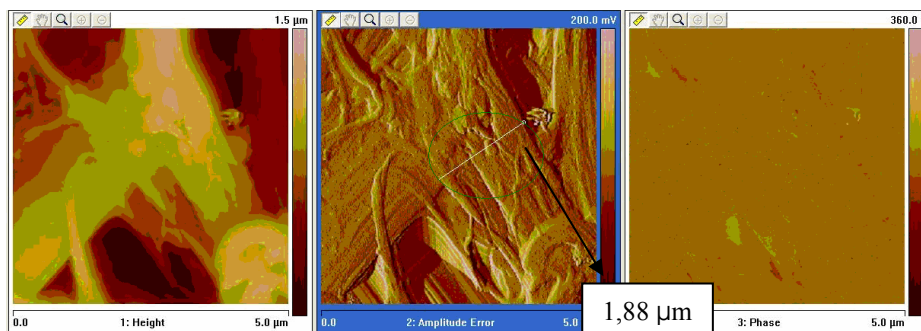 1.5 µm
200.0 mV
360.0
0.0 1: Height 5.0 µm
0.0 2: Amplitude Error 5.0
3: Phase 5.0 µm
1,88 µm